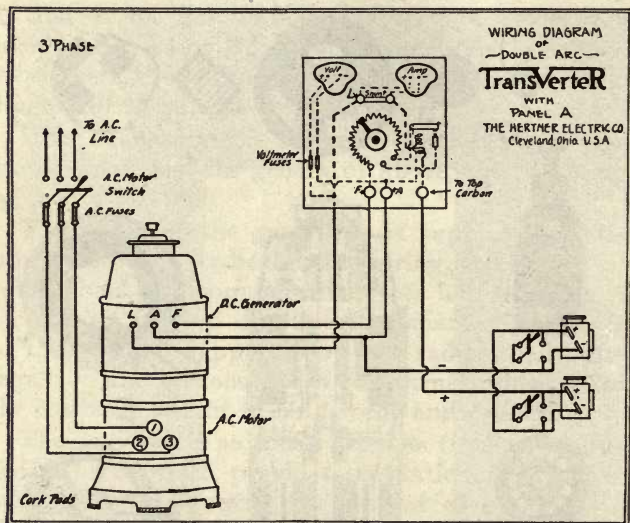 3 PHASE
WIRING DIAGRAM
OF
DOUBLE ARC
TRANSVERTER
WITH
PANEL A
THE HERTNER ELECTRIC CO.
Cleveland, Ohio U.S.A
Volt
Amp
Shunt
To A.C.
Line
A.C. Motor
Switch
A.C. Fuses
Voltmeter
Fuses
F
+A
To Top
Carbon
D.C. Generator
L A F
-
+
A.C. Motor
1
2 3
Cork Pads
+
-
+
-